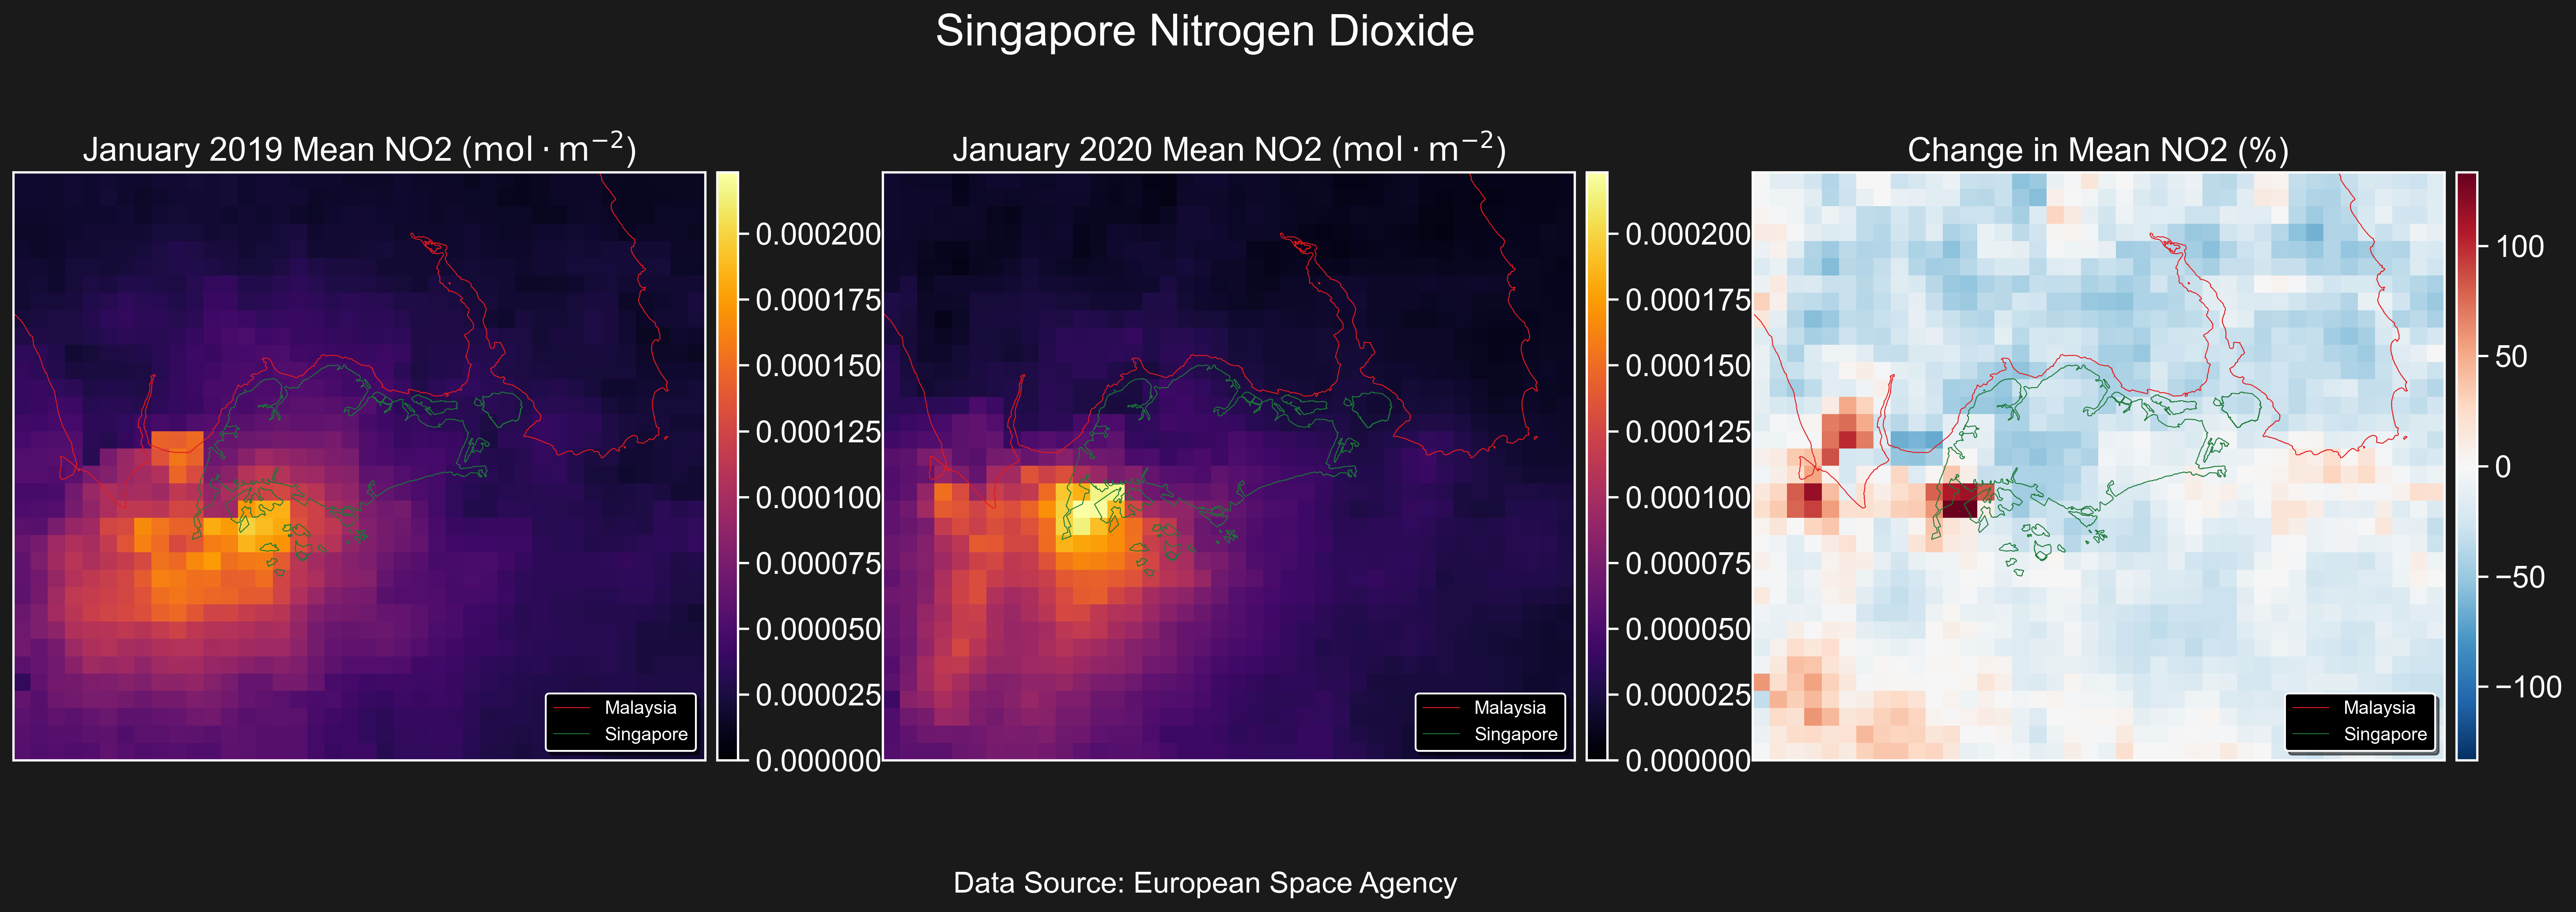 Singapore Nitrogen Dioxide
January 2019 Mean NO2 (mol · m⁻²)
0.000200
0.000175
0.000150
0.000125
0.000100
0.000075
0.000050
0.000025
0.000000
Malaysia
Singapore
January 2020 Mean NO2 (mol · m⁻²)
0.000200
0.000175
0.000150
0.000125
0.000100
0.000075
0.000050
0.000025
0.000000
Malaysia
Singapore
Change in Mean NO2 (%)
100
50
0
−50
−100
Malaysia
Singapore
Data Source: European Space Agency